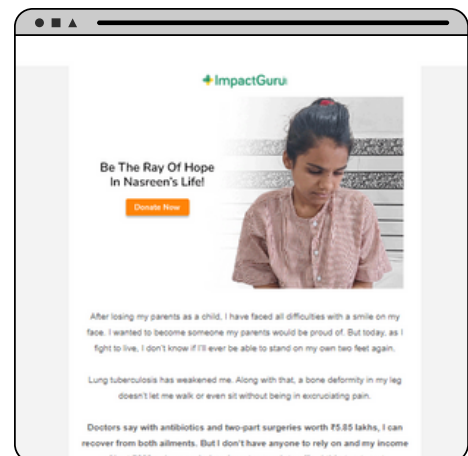 ImpactGuru
Be The Ray Of Hope
In Nasreen's Life!
Donate Now
After losing my parents as a child, I have faced all difficulties with a smile on my
face. I wanted to become someone my parents would be proud of. But today, as I
fight to live, I don't know if I'll ever be able to stand on my own two feet again.
Lung tuberculosis has weakened me. Along with that, a bone deformity in my leg
doesn't let me walk or even sit without being in excruciating pain.
Doctors say with antibiotics and two-part surgeries worth ₹5.85 lakhs, I can
recover from both ailments. But I don't have anyone to rely on and my income